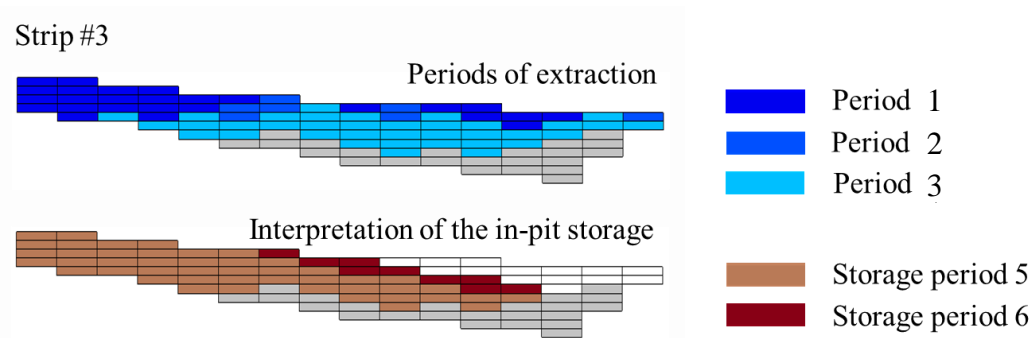 Strip #3
Periods of extraction
Period 1
Period 2
Period 3
Interpretation of the in-pit storage
Storage period 5
Storage period 6